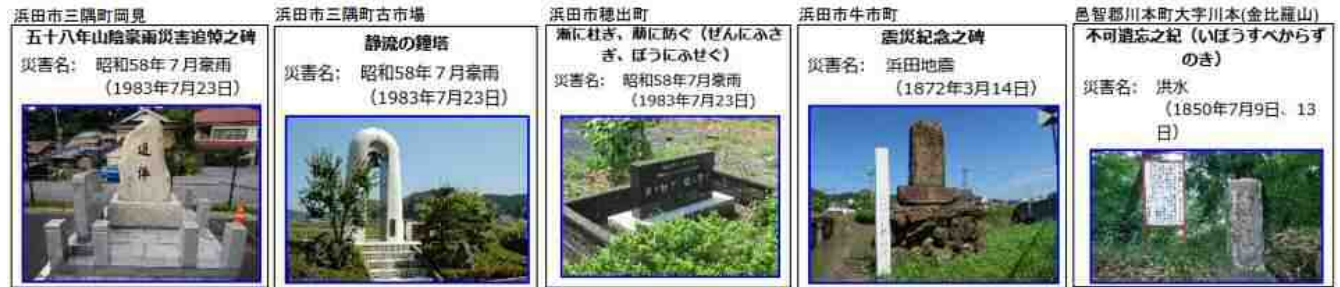 浜田市三隅町岡見
五十八年山陰豪雨災害追悼之碑
災害名: 昭和58年7月豪雨
(1983年7月23日)
追悼
浜田市三隅町古市場
静流の鐘塔
災害名: 昭和58年7月豪雨
(1983年7月23日)
浜田市穂出町
漸に杜ぎ、萠に防ぐ(ぜんにふさ
ぎ、ぼうにふせぐ)
災害名: 昭和58年7月豪雨
(1983年7月23日)
浜田市牛市町
震災紀念之碑
災害名: 浜田地震
(1872年3月14日)
邑智郡川本町大字川本(金比羅山)
不可遺忘之紀(いぼうすべからず
のき)
災害名: 洪水
(1850年7月9日、13
日)